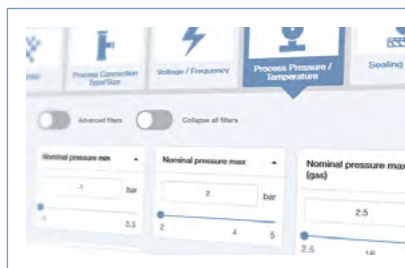 Process Connection
Type/Size
Voltage / Frequency
Process Pressure /
Temperature
Sealing
Advanced filters
Collapse all filters
Nominal pressure min
-1
bar
-1
0.5
Nominal pressure max
2
bar
2
4
5
Nominal pressure max
(gas)
2.5
2.5
16